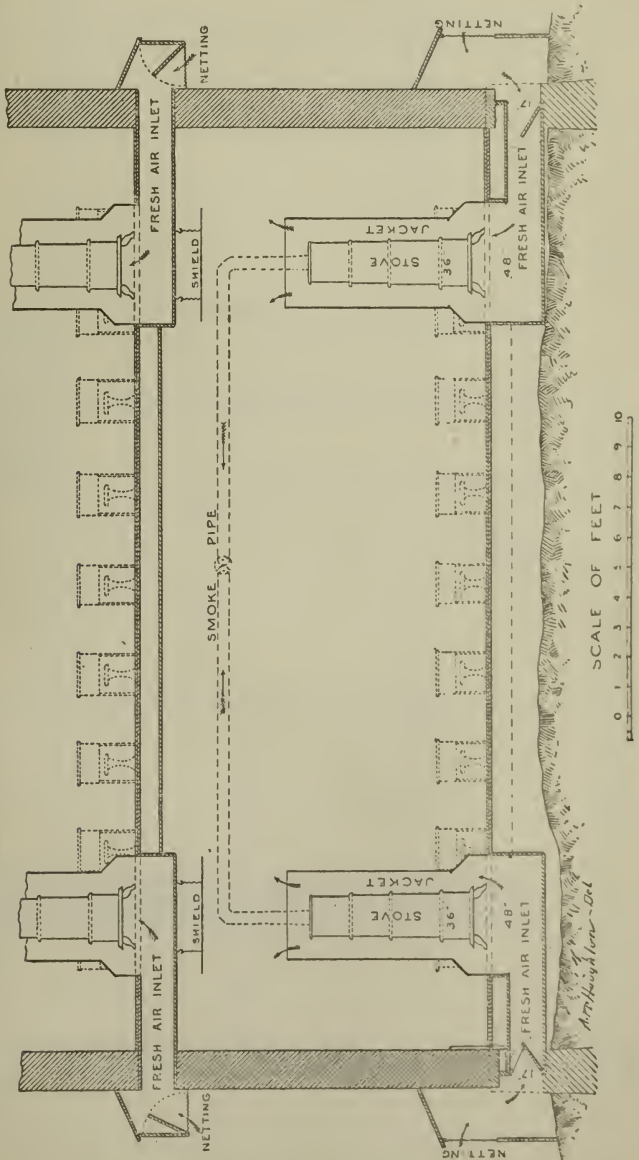 NETTING
FRESH AIR INLET
SHIELD
FRESH AIR INLET
SHIELD
NETTING
SMOKE PIPE
JACKET
STOVE
36"
48"
FRESH AIR INLET
17"
NETTING
JACKET
STOVE
36"
48
FRESH AIR INLET
17
NETTING
SCALE OF FEET
0 1 2 3 4 5 6 7 8 9 10